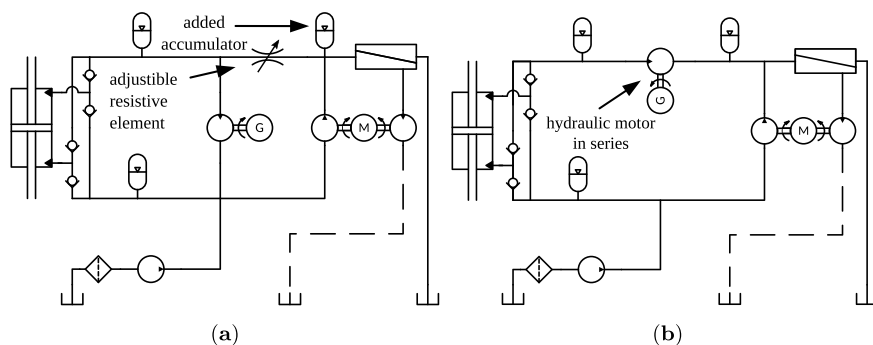 added
accumulator
adjustible
resistive
element
G
M
(a)
G
hydraulic motor
in series
M
(b)